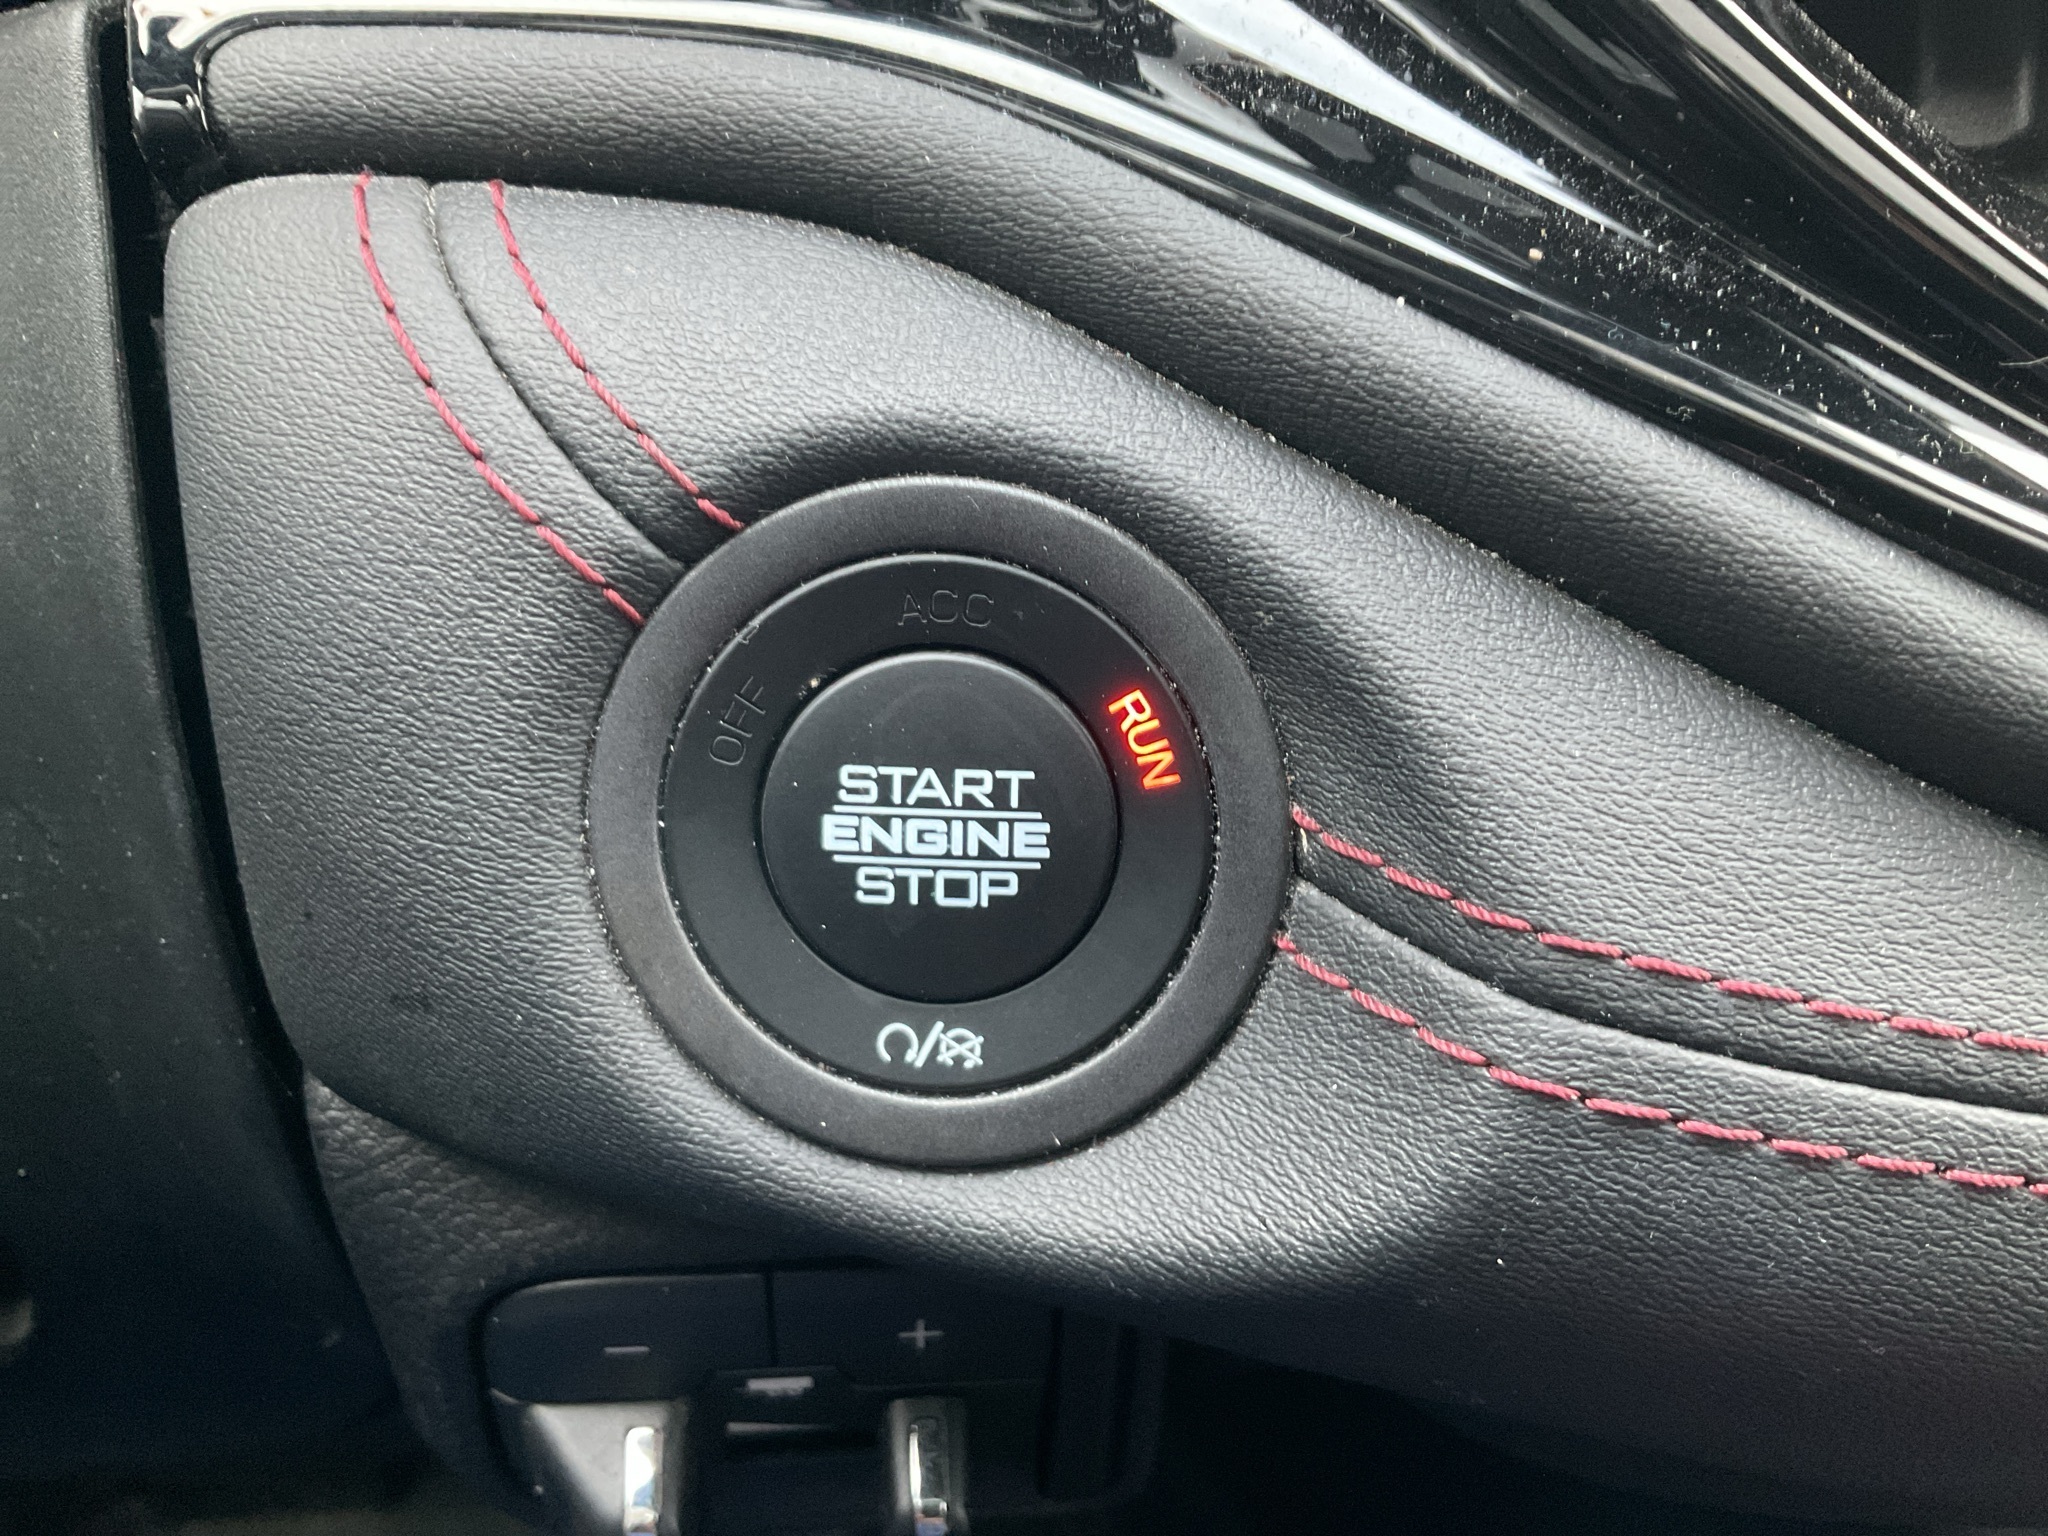 ACC
OFF
RUN
START
ENGINE
STOP